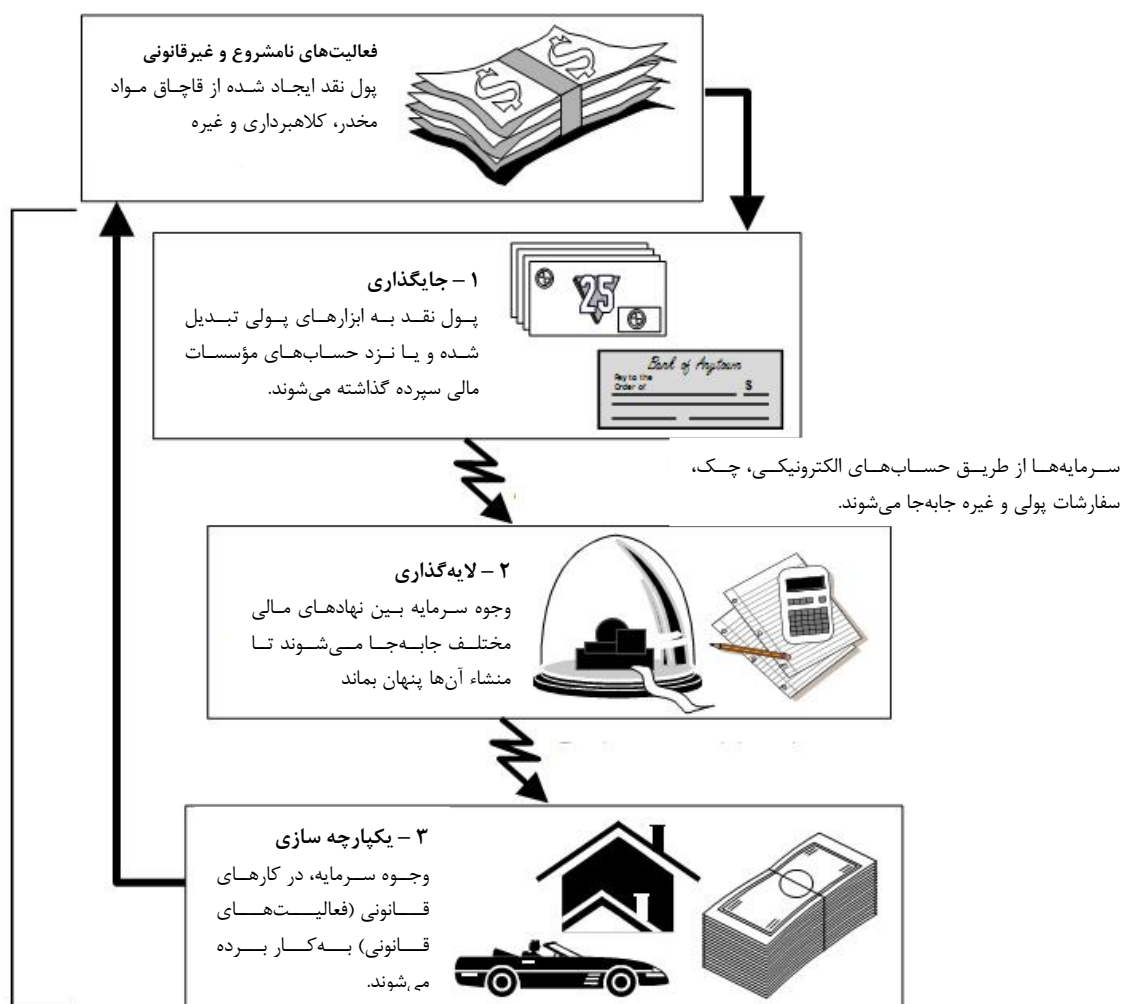 فعالیت‌های نامشروع و غیرقانونی
پول نقد ایجاد شده از قاچاق مواد
مخدر، کلاهبرداری و غیره
۱ – جایگذاری
پول نقد به ابزارهای پولی تبدیل
شده و یا نزد حساب‌های مؤسسات
مالی سپرده گذاشته می‌شوند.
25
Bank of Anytown
Pay to the
Order of $
سرمایه‌ها از طریق حساب‌های الکترونیکی، چک،
سفارشات پولی و غیره جابه‌جا می‌شوند.
۲ – لایه‌گذاری
وجوه سرمایه بین نهادهای مالی
مختلف جابه‌جا می‌شوند تا
منشاء آن‌ها پنهان بماند
۳ – یکپارچه سازی
وجوه سرمایه، در کارهای
قانونی (فعالیت‌های
قانونی) به‌کار برده
می‌شوند.